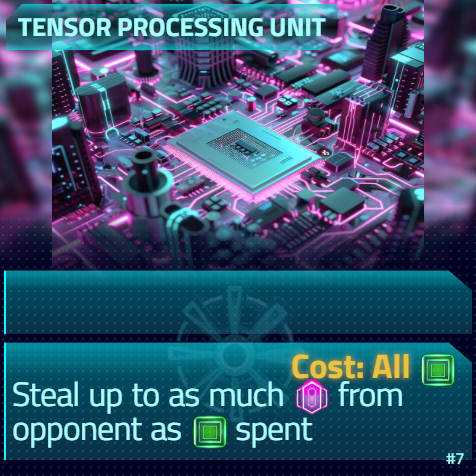 TENSOR PROCESSING UNIT
Cost: All
Steal up to as much from
opponent as spent
#7